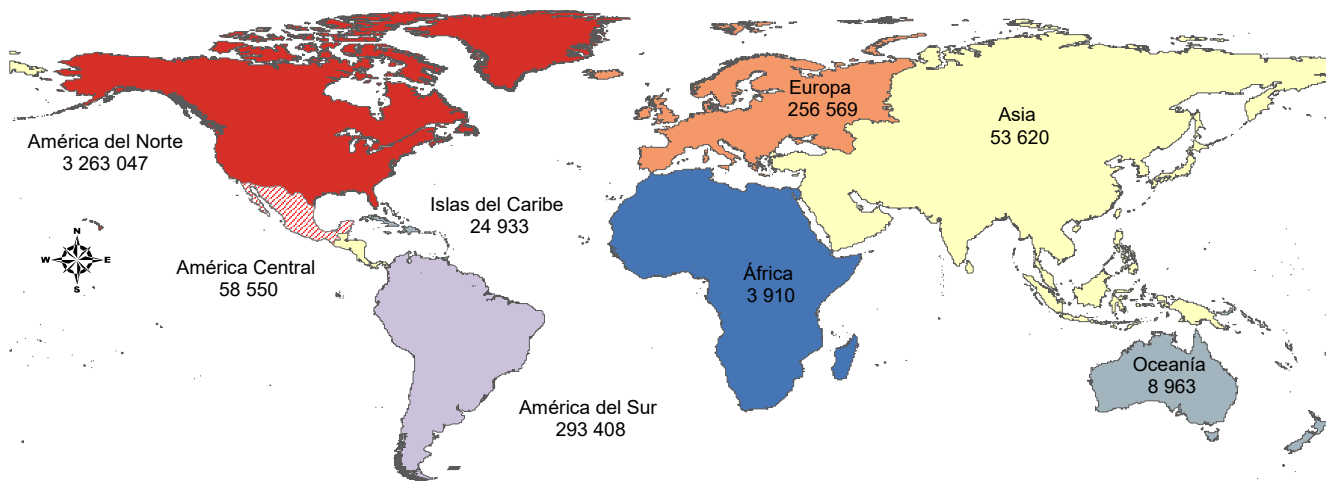 Europa
256 569
Asia
53 620
América del Norte
3 263 047
Islas del Caribe
24 933
N
W
E
S
América Central
58 550
África
3 910
Oceanía
8 963
América del Sur
293 408